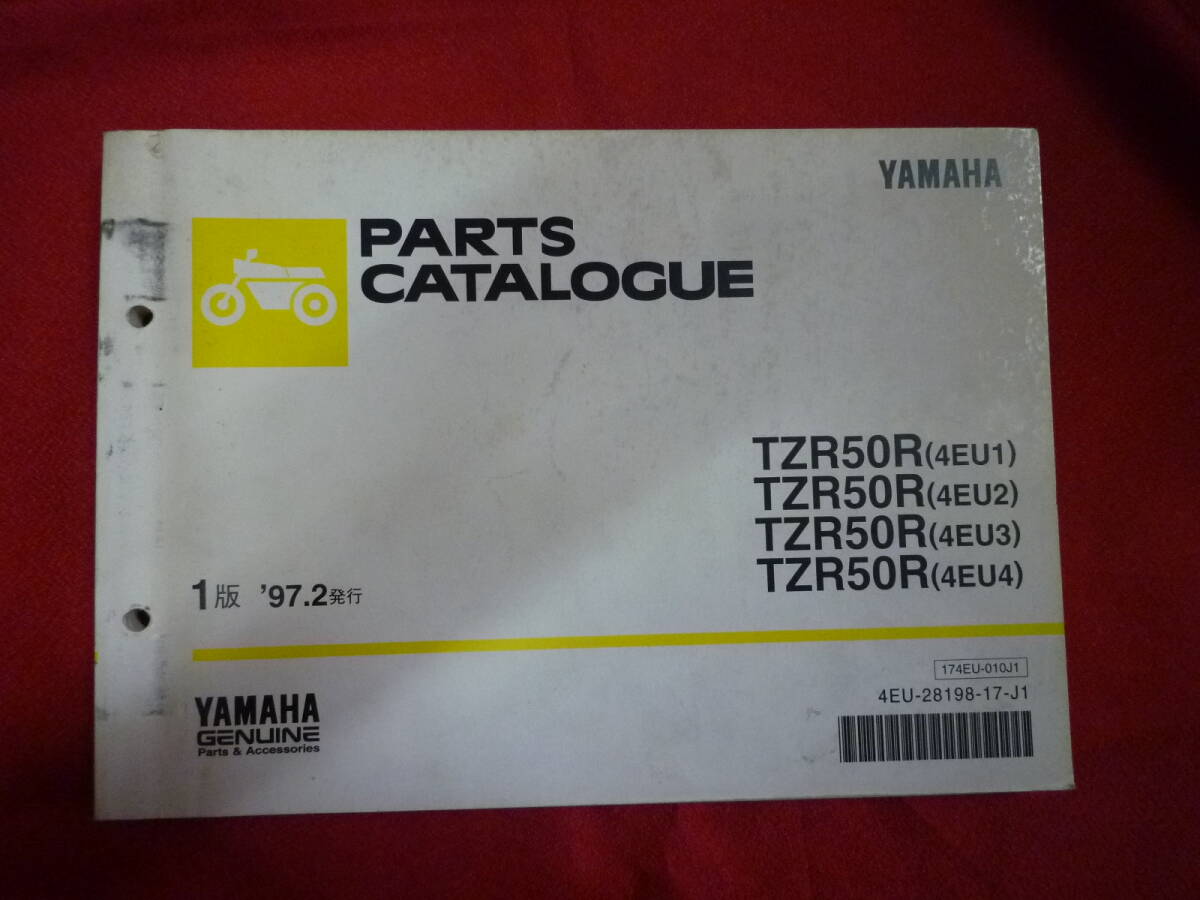 YAMAHA
PARTS
CATALOGUE
TZR50R(4EU1)
TZR50R(4EU2)
TZR50R(4EU3)
TZR50R(4EU4)
1版 '97.2発行
174EU-010J1
4EU-28198-17-J1
YAMAHA
GENUINE
Parts & Accessories